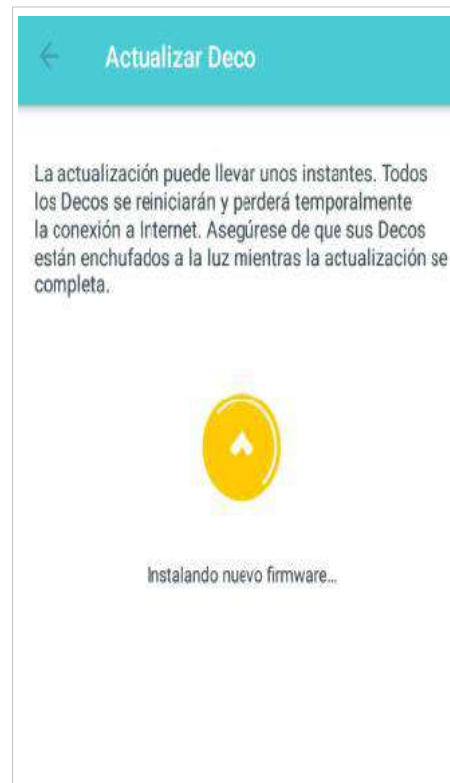 Actualizar Deco
La actualización puede llevar unos instantes. Todos
los Decos se reiniciarán y perderá temporalmente
la conexión a Internet. Asegúrese de que sus Decos
están enchufados a la luz mientras la actualización se
completa.
Instalando nuevo firmware...